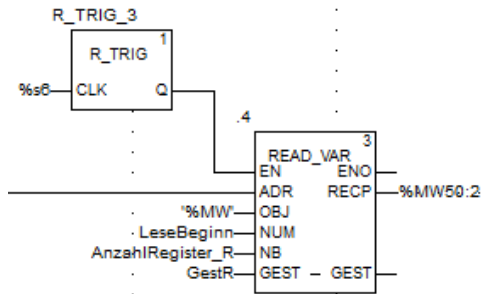 R_TRIG_3
1
R_TRIG
%s6 CLK Q
.4
3
READ_VAR
EN ENO
ADR RECP %MW50:2
"%MW" OBJ
LeseBeginn NUM
AnzahlRegister_R NB
GestR GEST – GEST